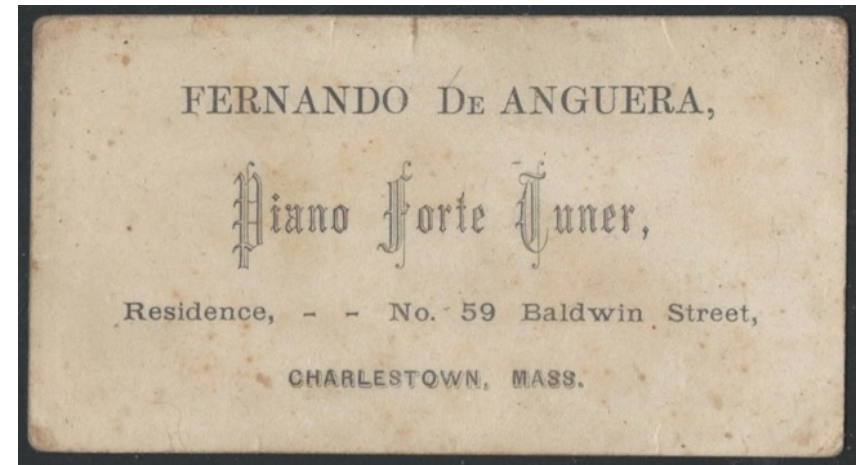 FERNANDO DE ANGUERA,
Piano Forte Tuner,
Residence, - - No. 59 Baldwin Street,
CHARLESTOWN, MASS.